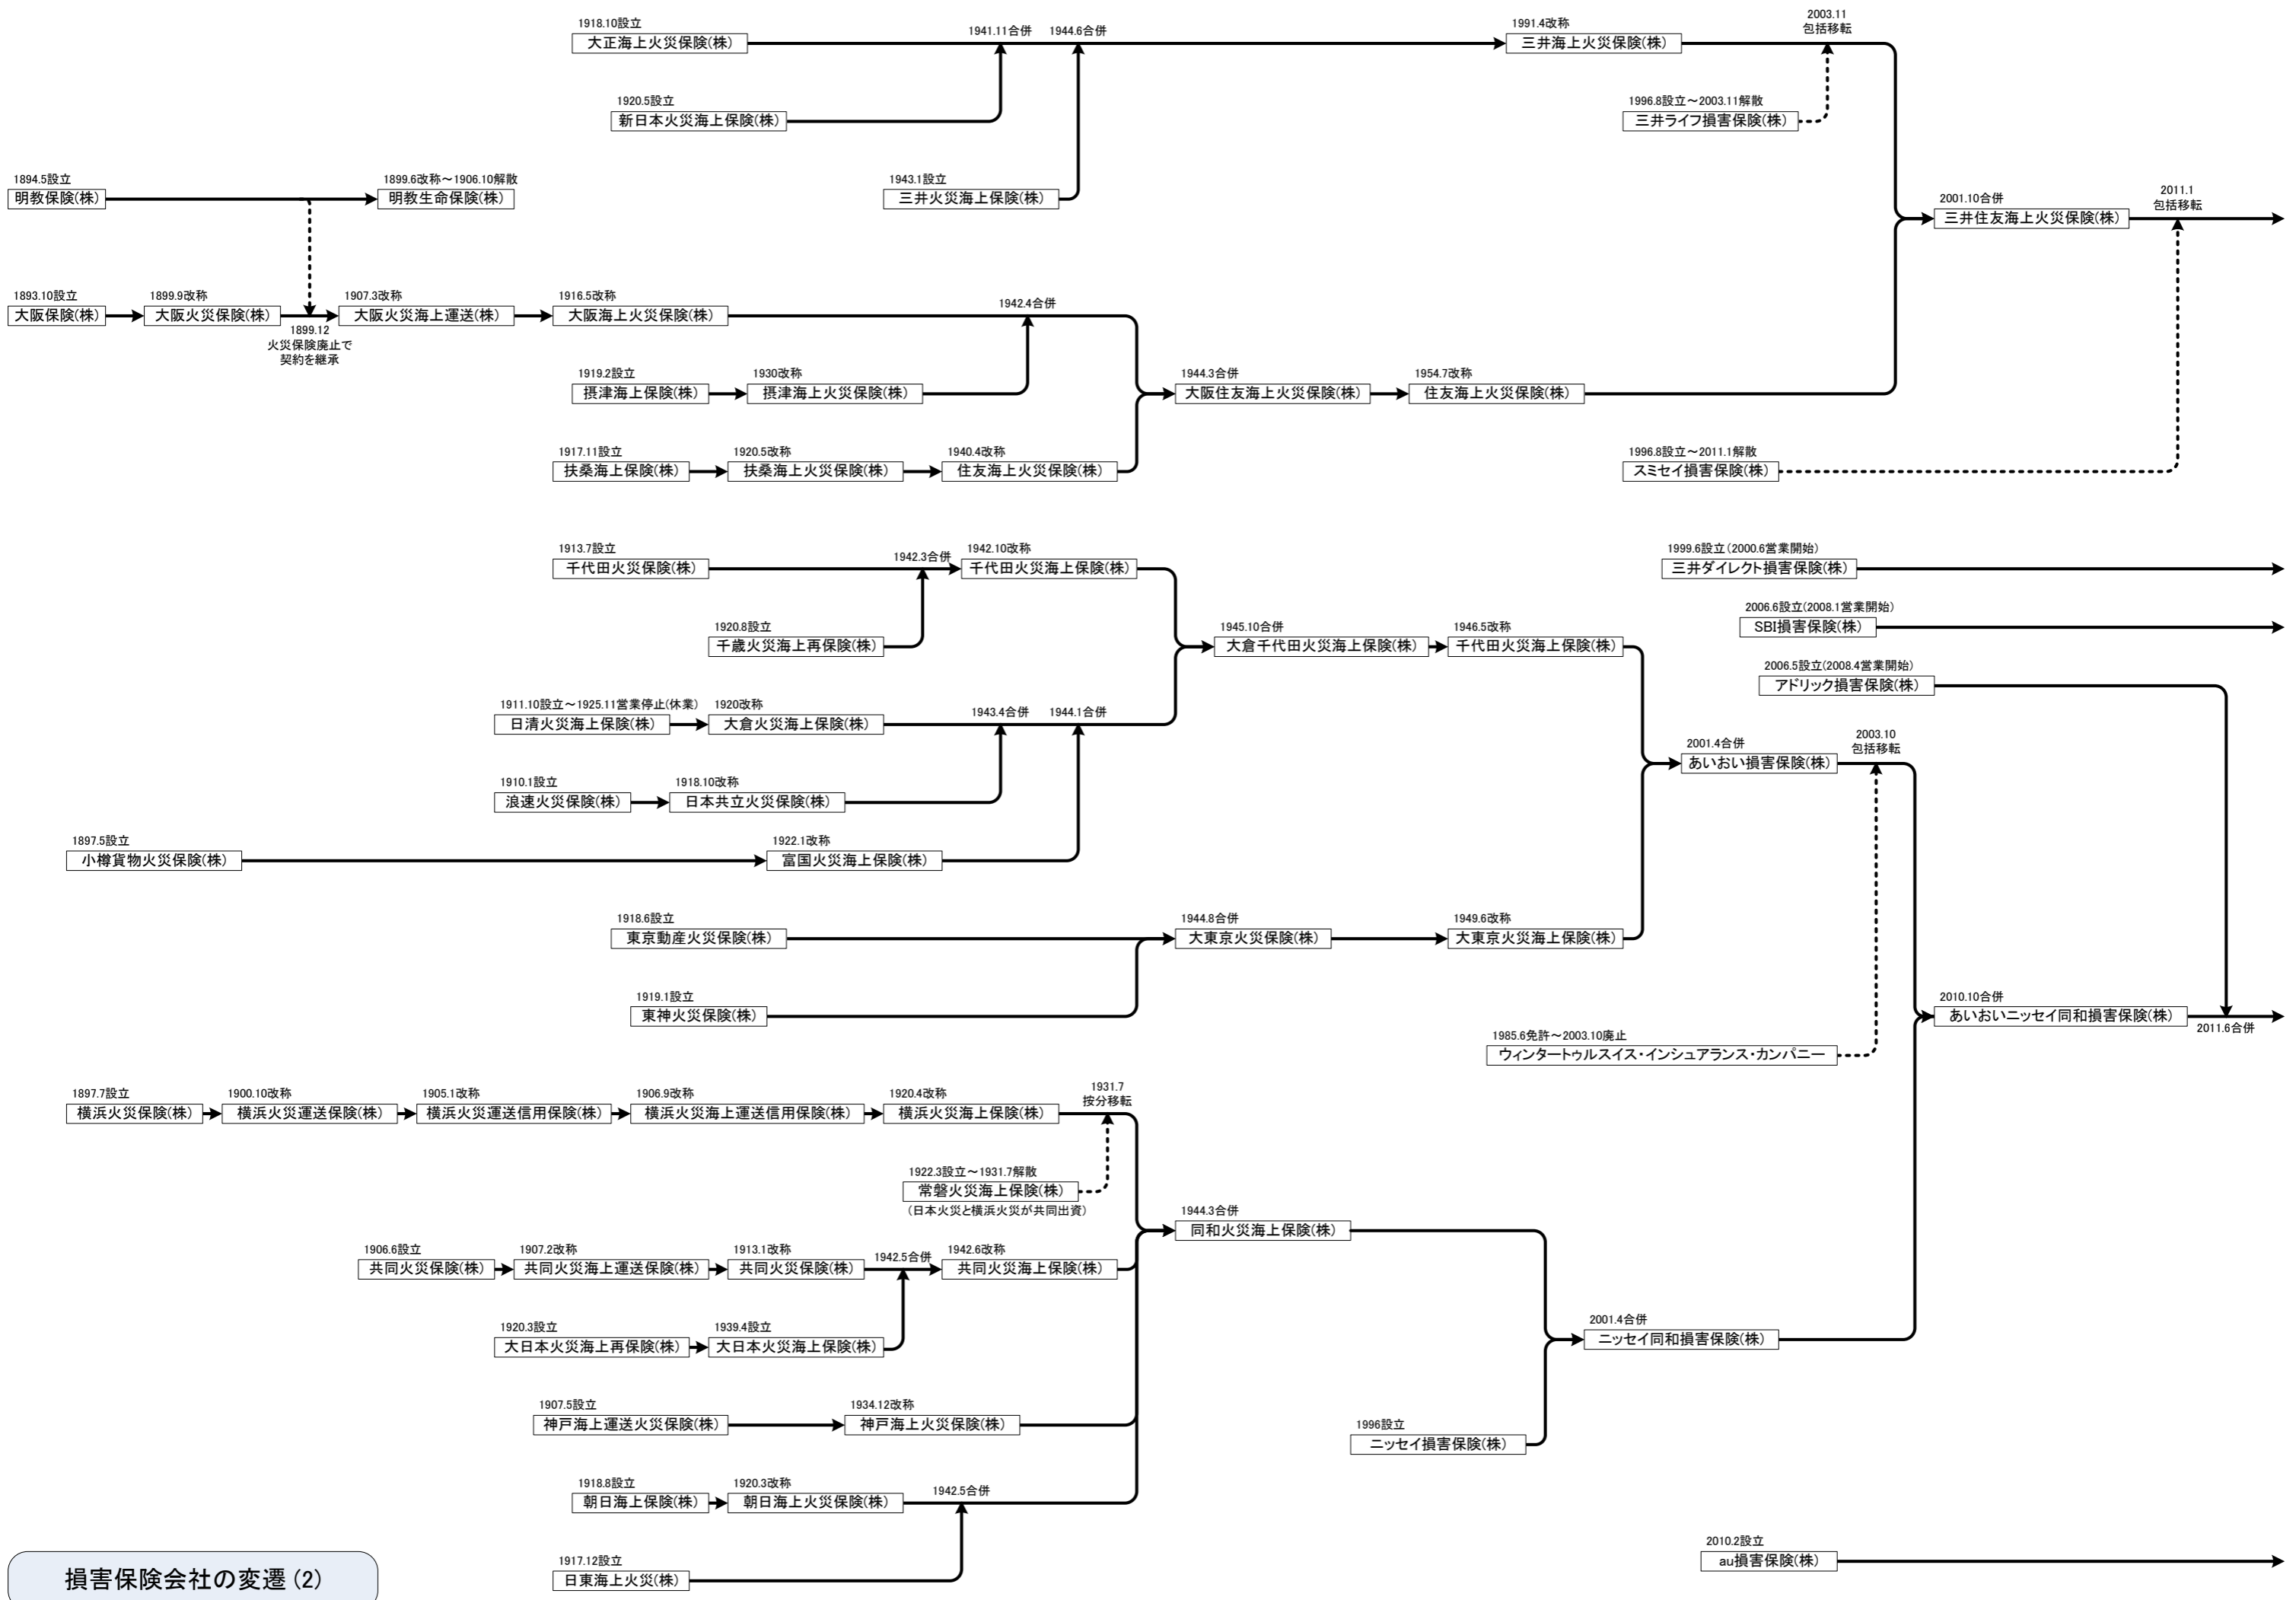 1918.10設立
大正海上火災保険(株)
1941.11合併
1944.6合併
1991.4改称
三井海上火災保険(株)
2003.11
包括移転
1920.5設立
新日本火災海上保険(株)
1996.8設立～2003.11解散
三井ライフ損害保険(株)
1894.5設立
明教保険(株)
1899.6改称～1906.10解散
明教生命保険(株)
1943.1設立
三井火災海上保険(株)
2001.10合併
三井住友海上火災保険(株)
2011.1
包括移転
1893.10設立
大阪保険(株)
1899.9改称
大阪火災保険(株)
1899.12
火災保険廃止で
契約を継承
1907.3改称
大阪火災海上運送(株)
1916.5改称
大阪海上火災保険(株)
1942.4合併
1919.2設立
摂津海上保険(株)
1930改称
摂津海上火災保険(株)
1944.3合併
大阪住友海上火災保険(株)
1954.7改称
住友海上火災保険(株)
1917.11設立
扶桑海上保険(株)
1920.5改称
扶桑海上火災保険(株)
1940.4改称
住友海上火災保険(株)
1996.8設立～2011.1解散
スミセイ損害保険(株)
1913.7設立
千代田火災保険(株)
1942.3合併
1942.10改称
千代田火災海上保険(株)
1999.6設立(2000.6営業開始)
三井ダイレクト損害保険(株)
1920.8設立
千歳火災海上再保険(株)
1945.10合併
大倉千代田火災海上保険(株)
1946.5改称
千代田火災海上保険(株)
2006.6設立(2008.1営業開始)
SBI損害保険(株)
2006.5設立(2008.4営業開始)
アドリック損害保険(株)
1911.10設立～1925.11営業停止(休業)
日清火災海上保険(株)
1920改称
大倉火災海上保険(株)
1943.4合併
1944.1合併
2001.4合併
あいおい損害保険(株)
2003.10
包括移転
1910.1設立
浪速火災保険(株)
1918.10改称
日本共立火災保険(株)
1897.5設立
小樽貨物火災保険(株)
1922.1改称
富国火災海上保険(株)
1918.6設立
東京動産火災保険(株)
1944.8合併
大東京火災保険(株)
1949.6改称
大東京火災海上保険(株)
1919.1設立
東神火災保険(株)
2010.10合併
あいおいニッセイ同和損害保険(株)
2011.6合併
1985.6免許～2003.10廃止
ウィンタートゥルスイス・インシュアランス・カンパニー
1897.7設立
横浜火災保険(株)
1900.10改称
横浜火災運送保険(株)
1905.1改称
横浜火災運送信用保険(株)
1906.9改称
横浜火災海上運送信用保険(株)
1920.4改称
横浜火災海上保険(株)
1931.7
按分移転
1922.3設立～1931.7解散
常磐火災海上保険(株)
(日本火災と横浜火災が共同出資)
1944.3合併
同和火災海上保険(株)
1906.6設立
共同火災保険(株)
1907.2改称
共同火災海上運送保険(株)
1913.1改称
共同火災保険(株)
1942.5合併
1942.6改称
共同火災海上保険(株)
1920.3設立
大日本火災海上再保険(株)
1939.4設立
大日本火災海上保険(株)
2001.4合併
ニッセイ同和損害保険(株)
1907.5設立
神戸海上運送火災保険(株)
1934.12改称
神戸海上火災保険(株)
1996設立
ニッセイ損害保険(株)
1918.8設立
朝日海上保険(株)
1920.3改称
朝日海上火災保険(株)
1942.5合併
1917.12設立
日東海上火災(株)
2010.2設立
au損害保険(株)
損害保険会社の変遷(2)